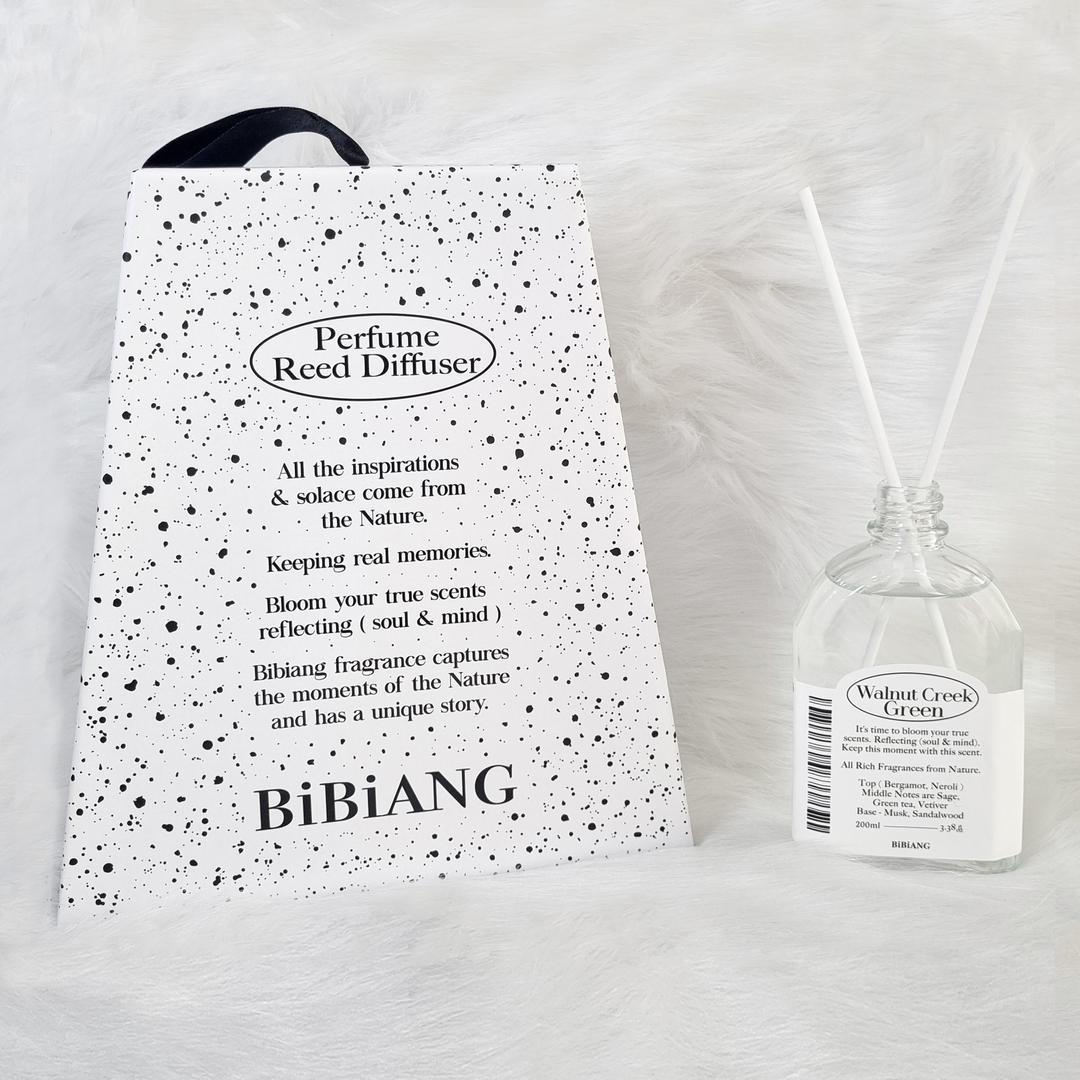 Perfume
Reed Diffuser
All the inspirations
& solace come from
the Nature.
Keeping real memories.
Bloom your true scents
reflecting ( soul & mind )
Bibiang fragrance captures
the moments of the Nature
and has a unique story.
BiBiANG
Walnut Creek
Green
It's time to bloom your true
scents. Reflecting (soul & mind).
Keep this moment with this scent.
All Rich Fragrances from Nature.
Top ( Bergamot, Neroli )
Middle Notes are Sage,
Green tea, Vetiver
Base - Musk, Sandalwood
200ml 3.38
BiBiANG